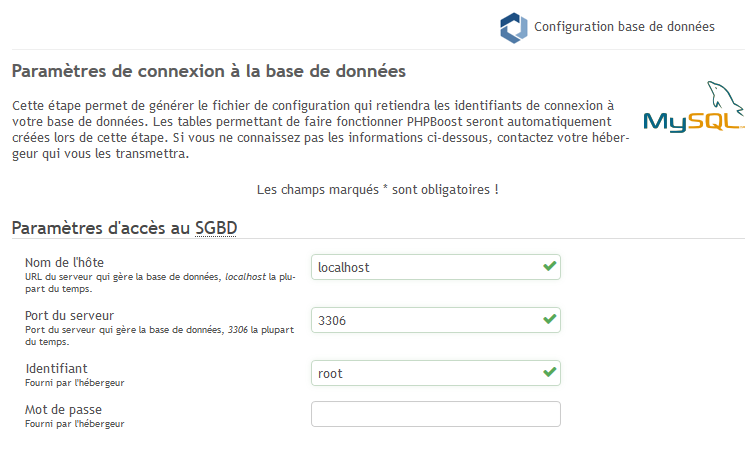 Configuration base de données
Paramètres de connexion à la base de données
Cette étape permet de générer le fichier de configuration qui retiendra les identifiants de connexion à
votre base de données. Les tables permettant de faire fonctionner PHPBoost seront automatiquement
créées lors de cette étape. Si vous ne connaissez pas les informations ci-dessous, contactez votre héber-
geur qui vous les transmettra.
MySQL
Les champs marqués * sont obligatoires !
Paramètres d'accès au SGBD
Nom de l'hôte
URL du serveur qui gère la base de données, localhost la plu-
part du temps.
localhost
Port du serveur
Port du serveur qui gère la base de données, 3306 la plupart
du temps.
3306
Identifiant
Fourni par l'hébergeur
root
Mot de passe
Fourni par l'hébergeur